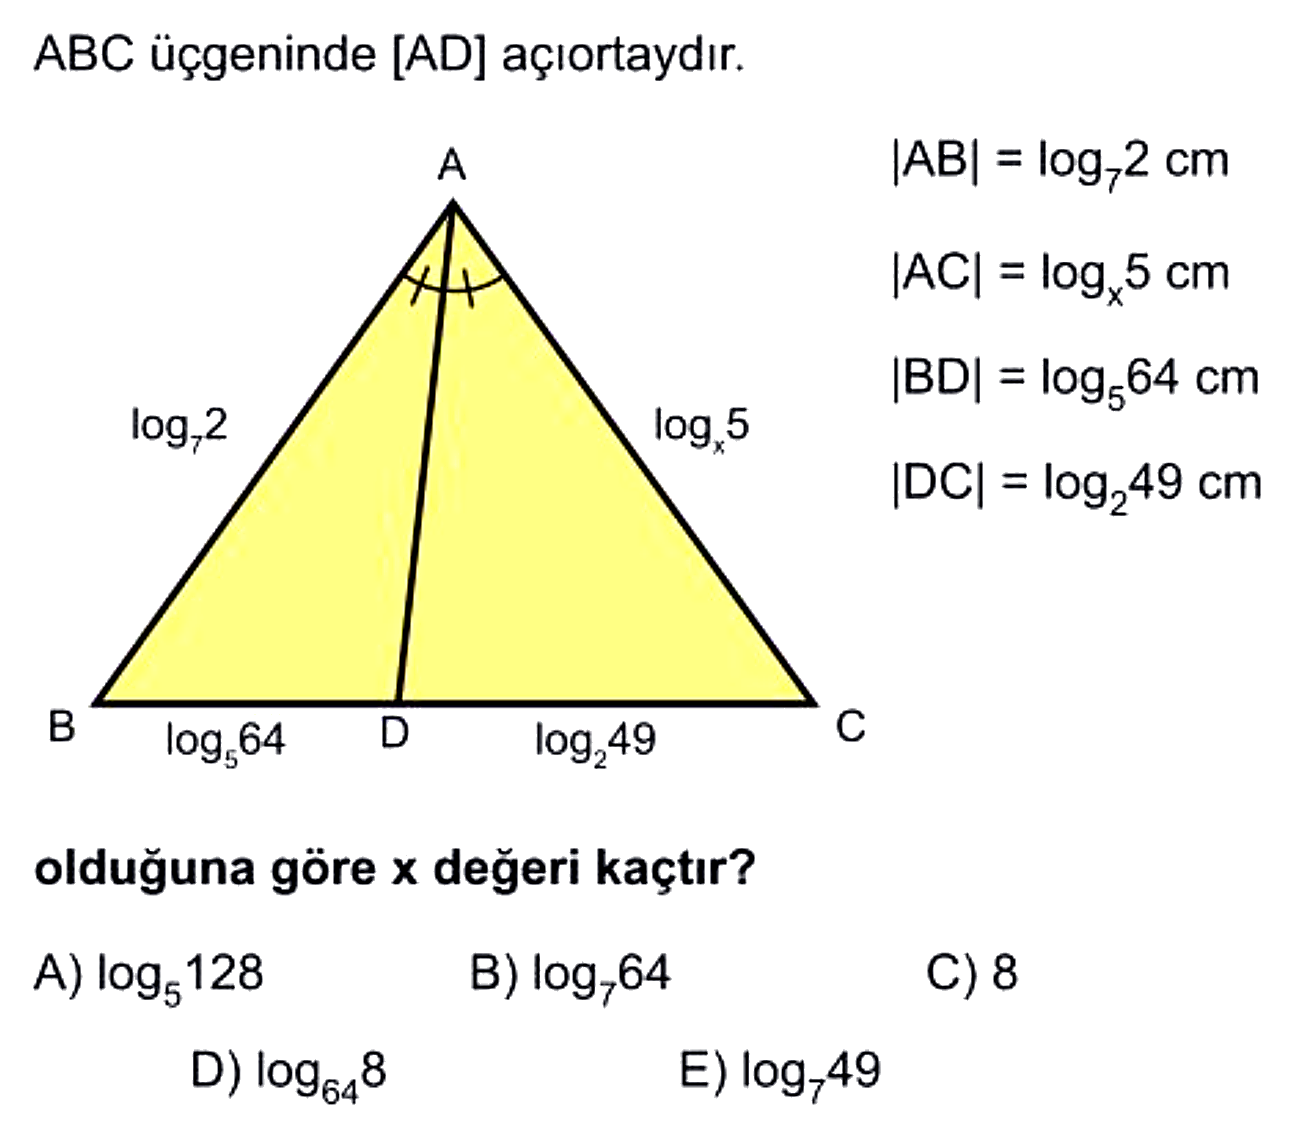 ABC üçgeninde [AD] açıortaydır.
A
|AB| = log₇2 cm
|AC| = logₓ5 cm
|BD| = log₅64 cm
|DC| = log₂49 cm
log₇2
logₓ5
B
log₅64
D
log₂49
C
olduğuna göre x değeri kaçtır?
A) log₅128
B) log₇64
C) 8
D) log₆₄8
E) log₇49